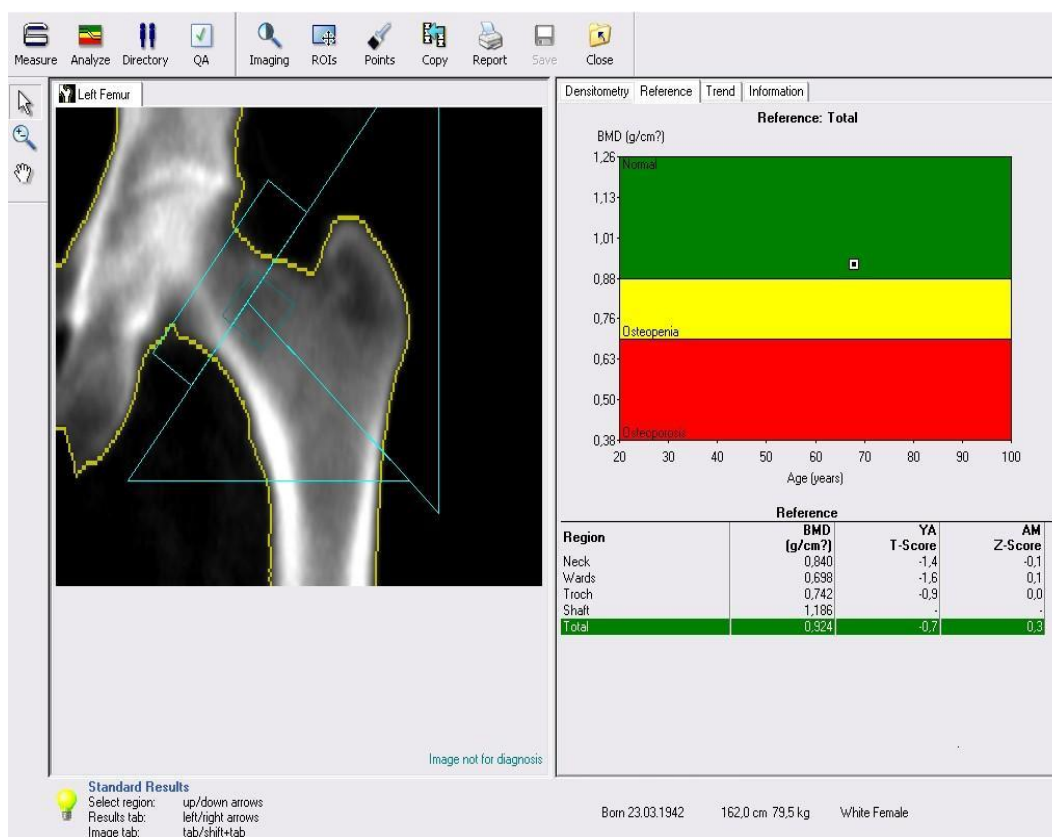 Measure Analyze Directory QA Imaging ROIs Points Copy Report Save Close
Left Femur
Image not for diagnosis
Densitometry Reference Trend Information
Reference: Total
BMD (g/cm?)
1,26
Normal
1,13
1,01
0,88
0,76
Osteopenia
0,63
0,50
0,38
Osteoporosis
20 30 40 50 60 70 80 90 100
Age (years)
Reference
Region BMD (g/cm?) YA T-Score AM Z-Score
Neck 0,840 -1,4 -0,1
Wards 0,698 -1,6 0,1
Troch 0,742 -0,9 0,0
Shaft 1,186 - -
Total 0,924 -0,7 0,3
Standard Results
Select region: up/down arrows
Results tab: left/right arrows
Image tab: tab/shift+tab
Born 23.03.1942 162,0 cm 79,5 kg White Female